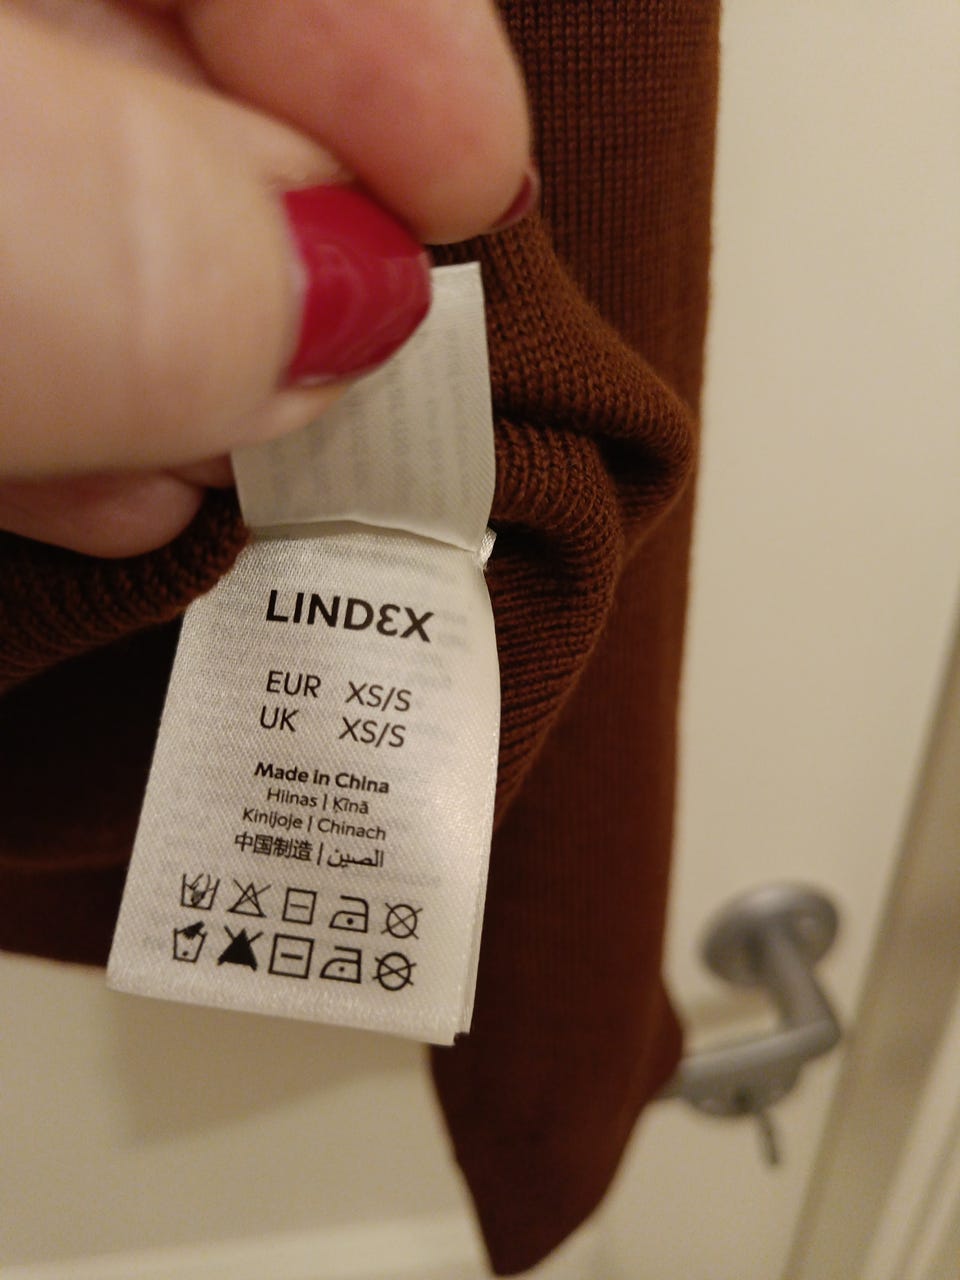 LINDEX
EUR XS/S
UK XS/S
Made in China
Hiinas | Ķīnā
Kinijoje | Chinach
中国制造 | الصين